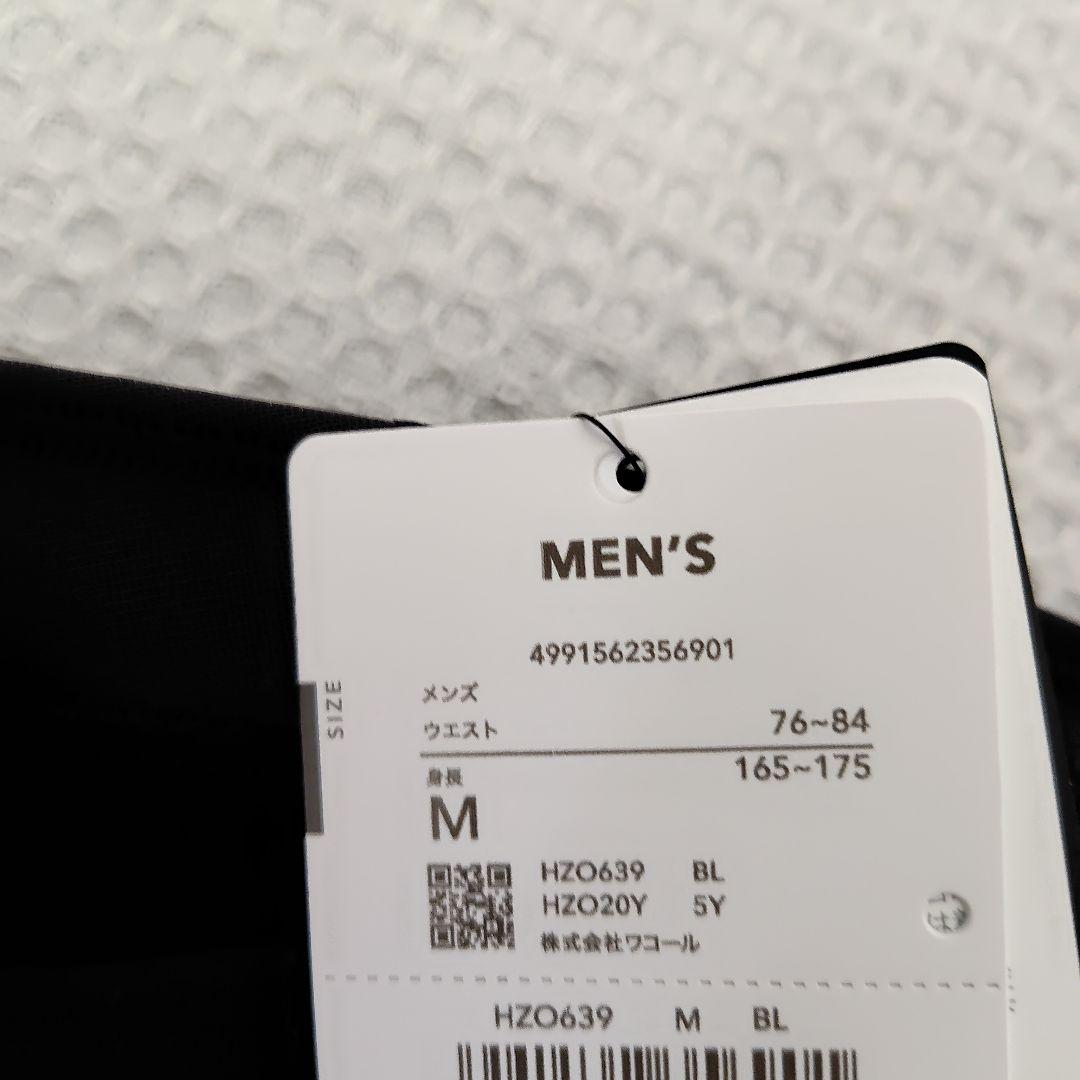 MEN'S
4991562356901
SIZE
メンズ
ウエスト 76~84
身長 165~175
M
HZO639 BL
HZO20Y 5Y
株式会社ワコール
HZO639 M BL